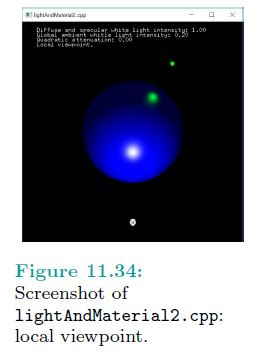 lightAndMaterial2.cpp
Diffuse and specular white light intensity: 1.00
Global ambient white light intensity: 0.20
Quadratic attenuation: 0.00
Local viewpoint.
Figure 11.34:
Screenshot of
lightAndMaterial2.cpp:
local viewpoint.